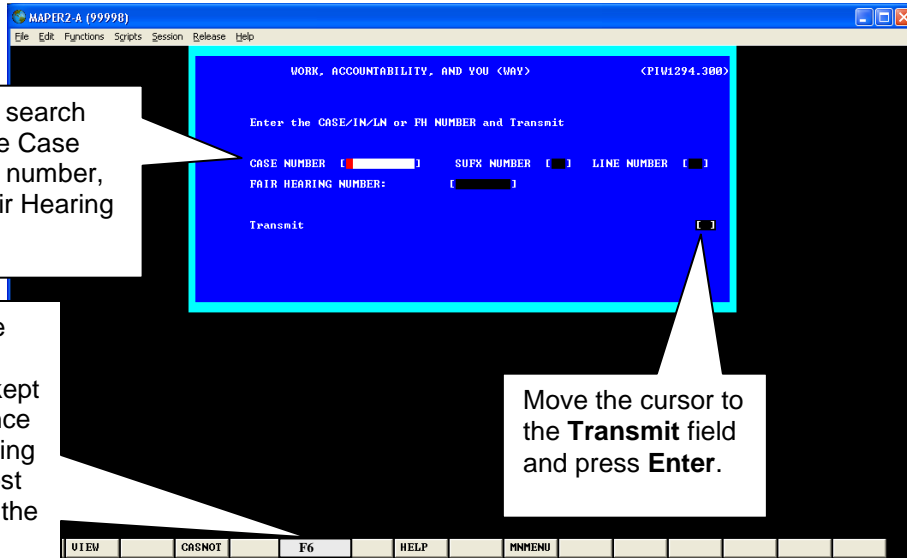 MAPER2-A (99998)
File Edit Functions Scripts Session Release Help
WORK, ACCOUNTABILITY, AND YOU (WAY) (PIW1294.300)
Enter the CASE/IN/LN or FH NUMBER and Transmit
CASE NUMBER [ ] SUFX NUMBER [ ] LINE NUMBER [ ]
FAIR HEARING NUMBER: [ ]
Transmit [ ]
search
e Case
number,
ir Hearing
e
kept
nce
ing
st
the
Move the cursor to
the Transmit field
and press Enter.
VIEW CASNOT F6 HELP MNMENU